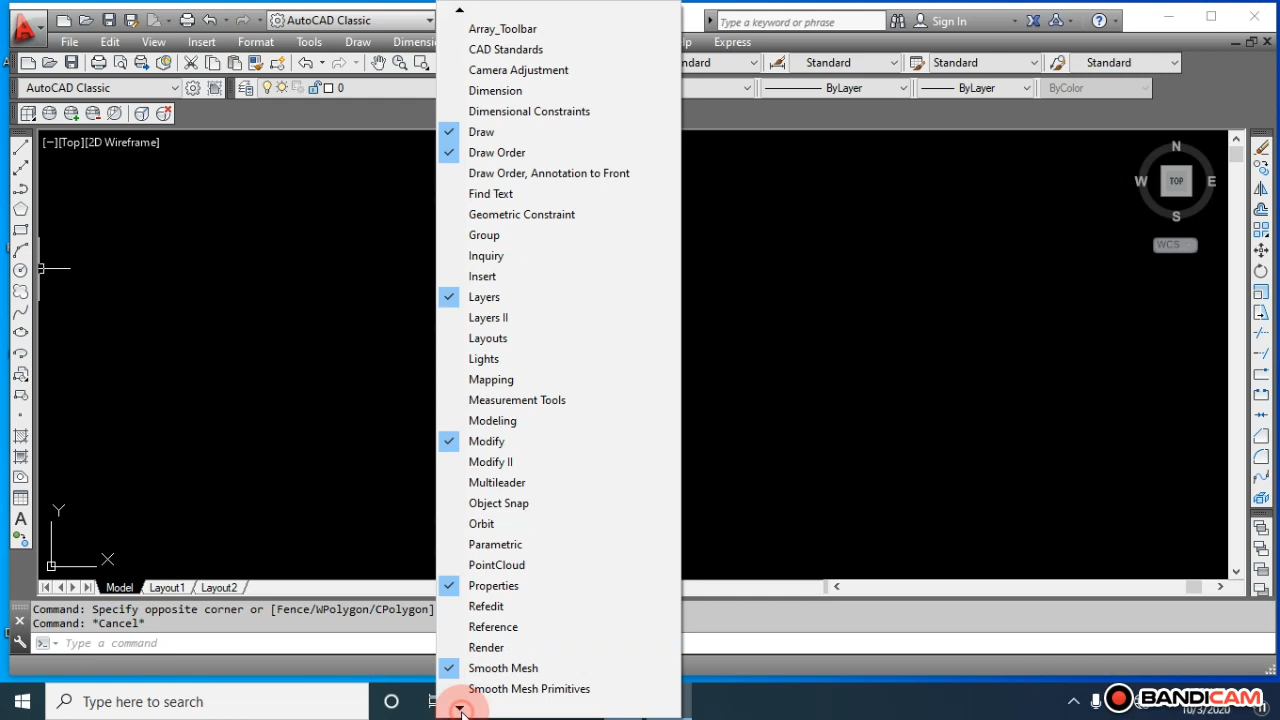 AutoCAD Classic
Type a keyword or phrase
Sign In
File Edit View Insert Format Tools Draw
Express
Standard
Standard
Standard
AutoCAD Classic
0
ByLayer
ByLayer
ByColor
[−][Top][2D Wireframe]
N
W TOP E
S
WCS
Array_Toolbar
CAD Standards
Camera Adjustment
Dimension
Dimensional Constraints
Draw
Draw Order
Draw Order, Annotation to Front
Find Text
Geometric Constraint
Group
Inquiry
Insert
Layers
Layers II
Layouts
Lights
Mapping
Measurement Tools
Modeling
Modify
Modify II
Multileader
Object Snap
Orbit
Parametric
PointCloud
Properties
Refedit
Reference
Render
Smooth Mesh
Smooth Mesh Primitives
A
Y
X
Model Layout1 Layout2
Command: Specify opposite corner or [Fence/WPolygon/CPolygon]
Command: *Cancel*
Type a command
Type here to search
BANDICAM
10/3/2020